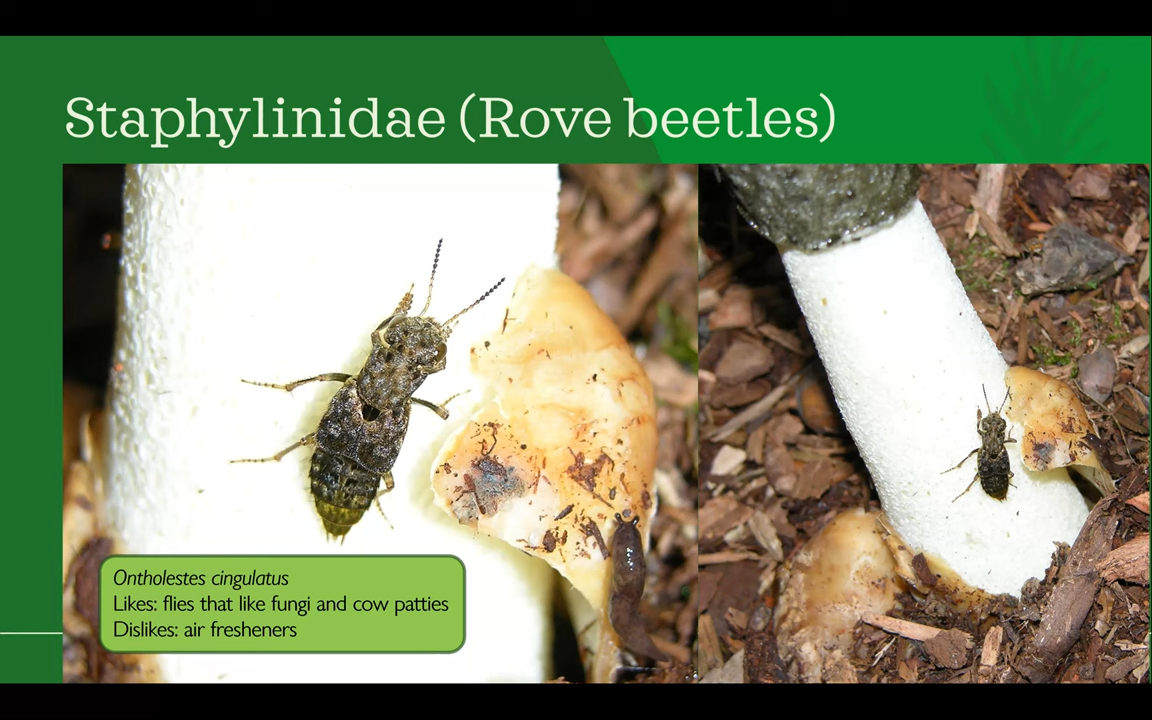 Staphylinidae (Rove beetles)
Ontholestes cingulatus
Likes: flies that like fungi and cow patties
Dislikes: air fresheners